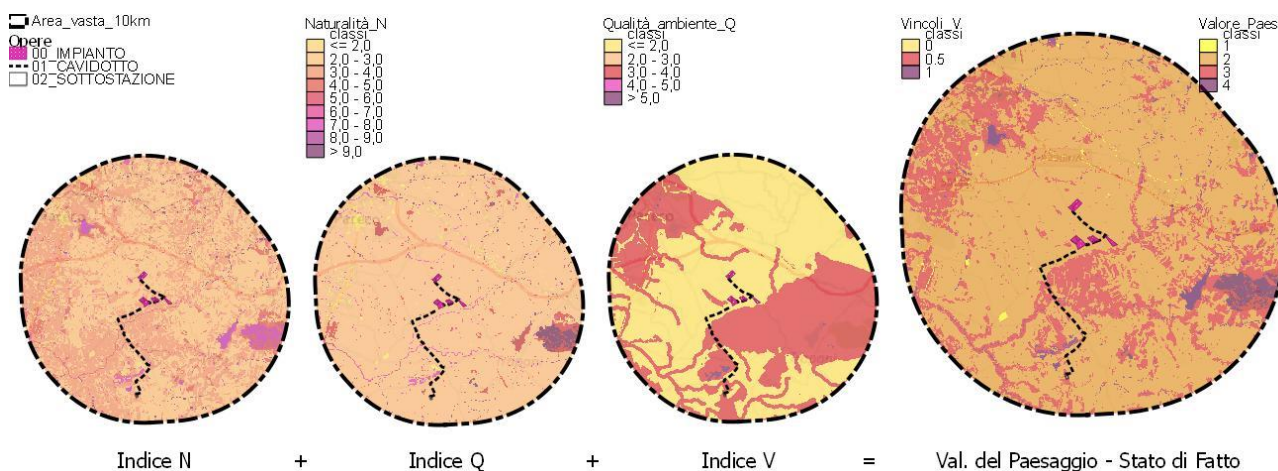 Area_vasta_10km
Opere
00_IMPIANTO
01_CAVIDOTTO
02_SOTTOSTAZIONE
Naturalità_N
classi
<= 2,0
2,0 - 3,0
3,0 - 4,0
4,0 - 5,0
5,0 - 6,0
6,0 - 7,0
7,0 - 8,0
8,0 - 9,0
> 9,0
Qualità_ambiente_Q
classi
<= 2,0
2,0 - 3,0
3,0 - 4,0
4,0 - 5,0
> 5,0
Vincoli_V
classi
0
0.5
1
Valore_Paes
classi
1
2
3
4
Indice N + Indice Q + Indice V = Val. del Paesaggio - Stato di Fatto